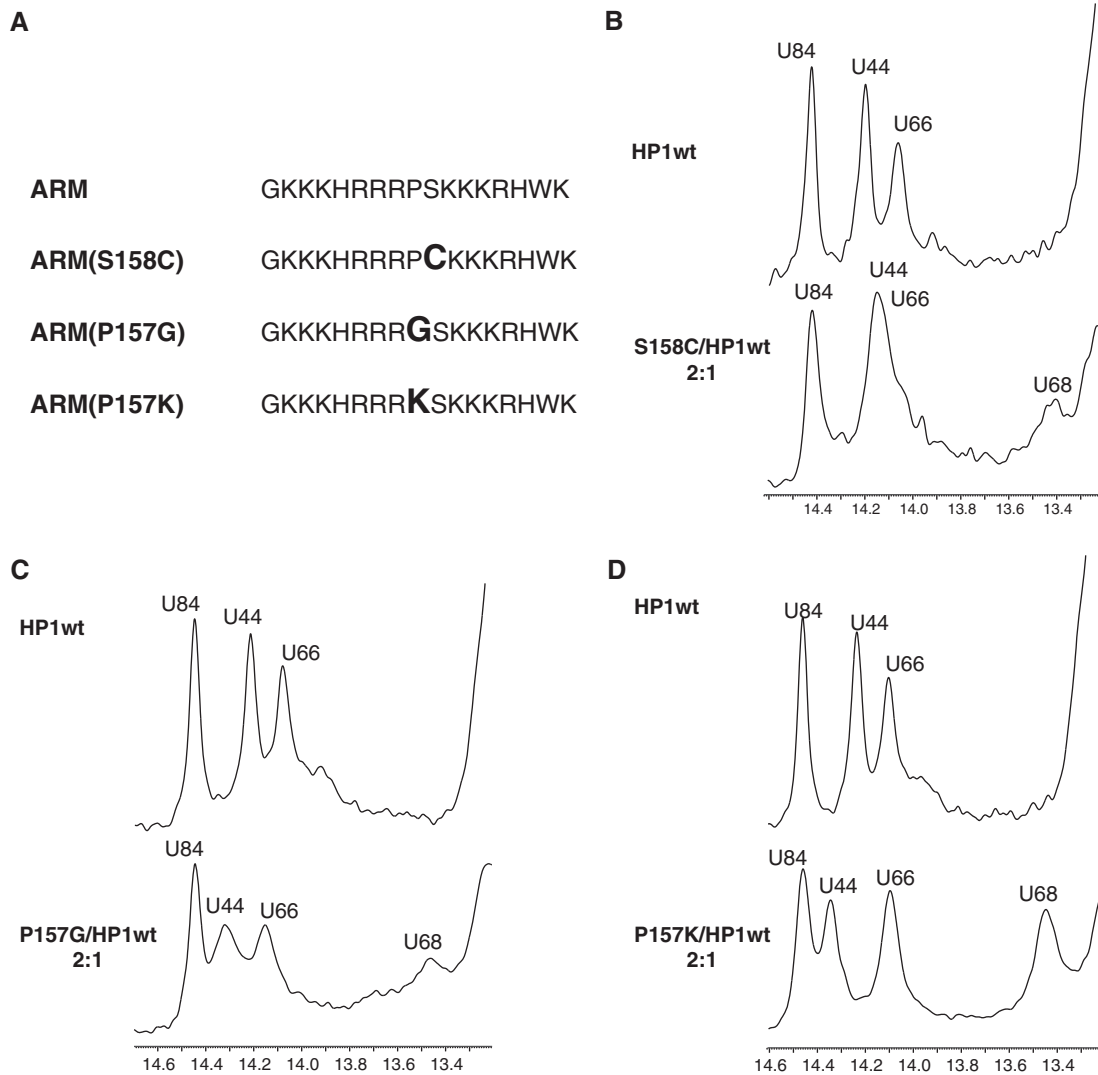 A
ARM GKKKHRRRPSKKKRHWK
ARM(S158C) GKKKHRRRPCKKKRHWK
ARM(P157G) GKKKHRRRGSKKKRHWK
ARM(P157K) GKKKHRRRKSKKKRHWK
B
HP1wt
U84 U44 U66
S158C/HP1wt
2:1
U84 U44
U66
U68
14.4 14.2 14.0 13.8 13.6 13.4
C
HP1wt
U84 U44 U66
P157G/HP1wt
2:1
U84 U44 U66 U68
14.6 14.4 14.2 14.0 13.8 13.6 13.4
D
HP1wt
U84 U44 U66
P157K/HP1wt
2:1
U84 U44 U66 U68
14.6 14.4 14.2 14.0 13.8 13.6 13.4